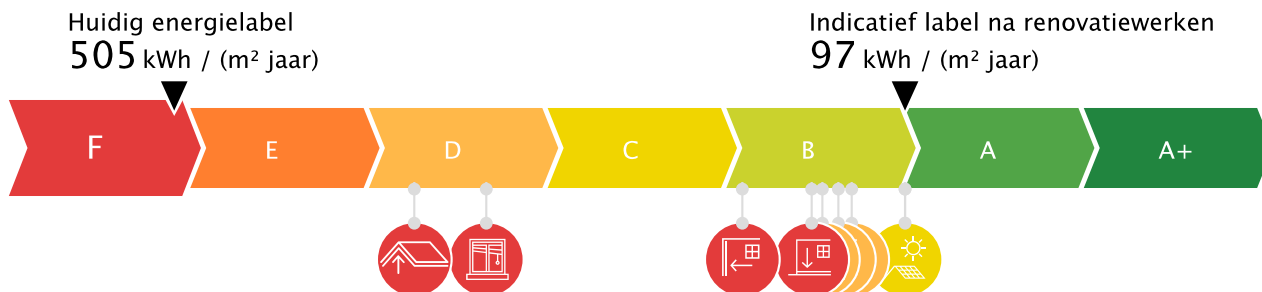 Huidig energielabel
505 kWh / (m² jaar)
Indicatief label na renovatiewerken
97 kWh / (m² jaar)
F E D C B A A+